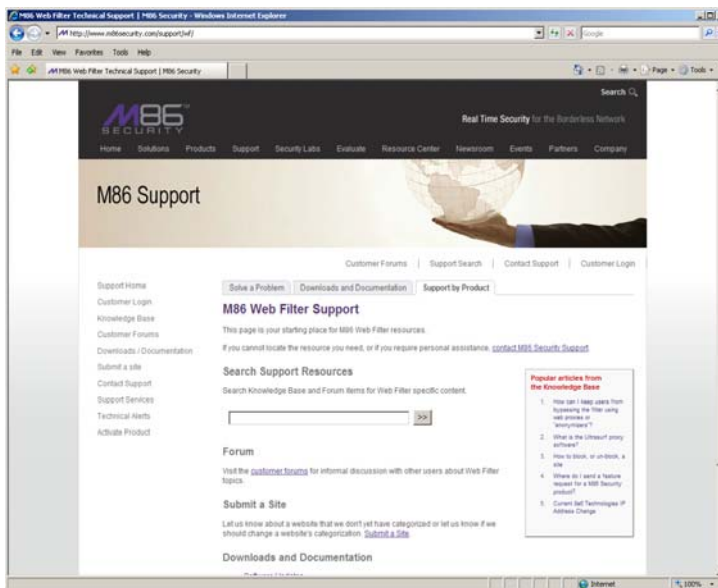 M86 Web Filter Technical Support | M86 Security - Windows Internet Explorer
http://www.m86security.com/support/wf/
Google
File Edit View Favorites Tools Help
M86 Web Filter Technical Support | M86 Security
Page Tools
Search
M86
SECURITY
Real Time Security for the Borderless Network
Home Solutions Products Support Security Labs Evaluate Resource Center Newsroom Events Partners Company
M86 Support
Customer Forums | Support Search | Contact Support | Customer Login
Support Home
Customer Login
Knowledge Base
Customer Forums
Downloads / Documentation
Submit a site
Contact Support
Support Services
Technical Alerts
Activate Product
Solve a Problem Downloads and Documentation Support by Product
M86 Web Filter Support
This page is your starting place for M86 Web Filter resources.
If you cannot locate the resource you need, or if you require personal assistance, contact M86 Security Support.
Search Support Resources
Search Knowledge Base and Forum items for Web Filter specific content.
>>
Forum
Visit the customer forums for informal discussion with other users about Web Filter
topics.
Submit a Site
Let us know about a website that we don't yet have categorized or let us know if we
should change a website's categorization. Submit a Site.
Downloads and Documentation
Software Updates
Popular articles from
the Knowledge Base
1. How can I keep users from
bypassing the filter using
web proxies or
"anonymizers"?
2. What is the Ultrasurf proxy
software?
3. How to block, or un-block, a
site
4. Where do I send a feature
request for a M86 Security
product?
5. Current 8e6 Technologies IP
Address Change
Internet
100%